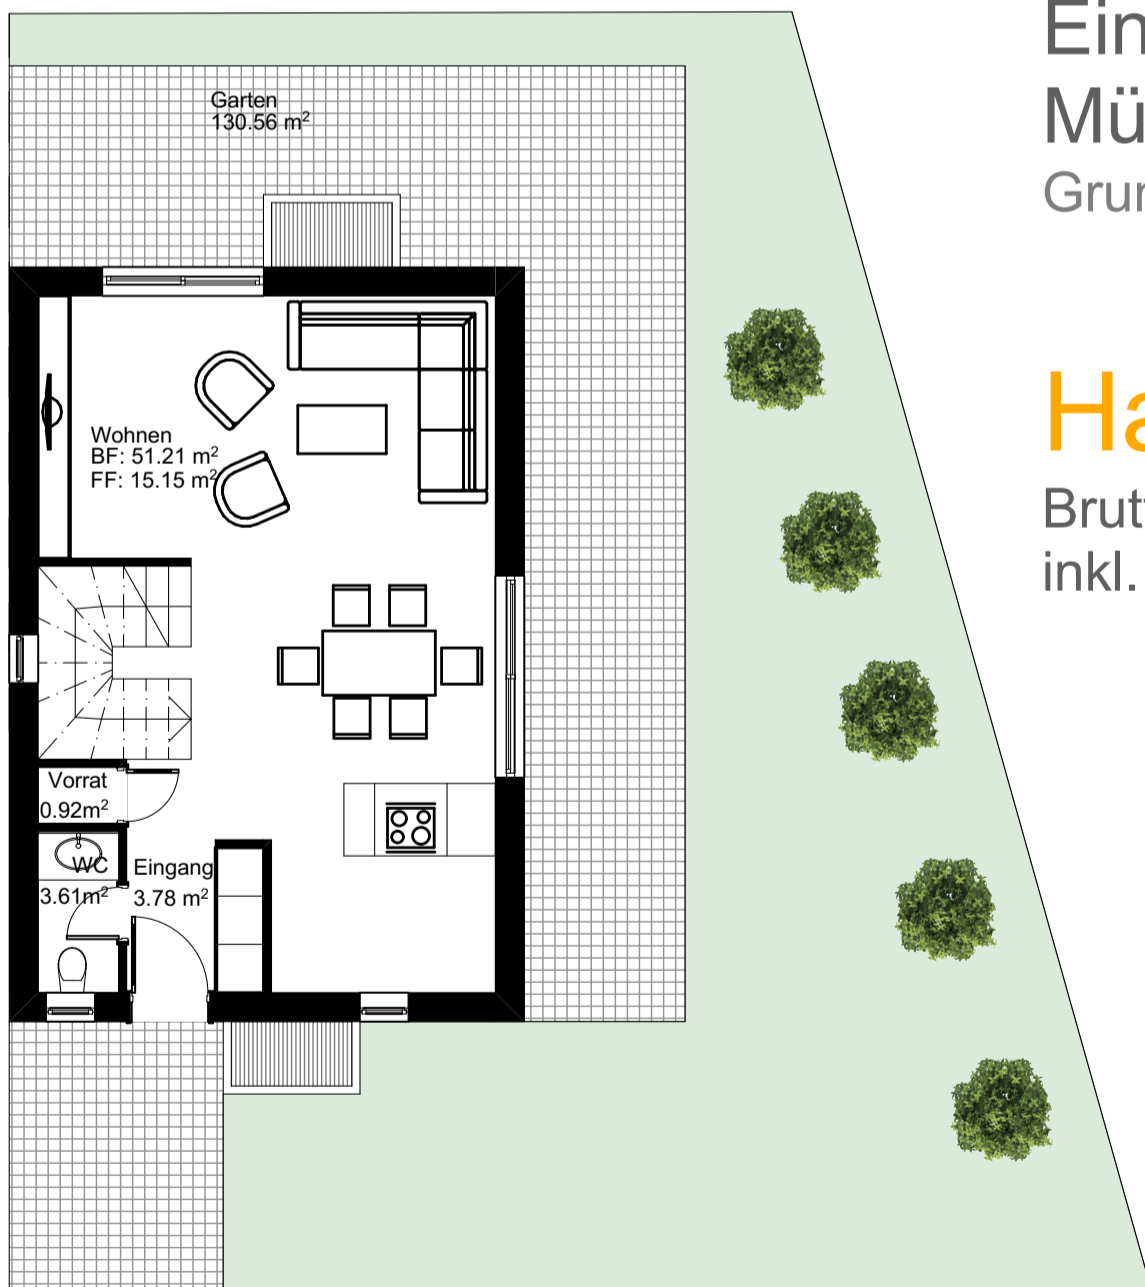 Garten
130.56 m²
Wohnen
BF: 51.21 m²
FF: 15.15 m²
Vorrat
0.92m²
WC
3.61m²
Eingang
3.78 m²
Ein
Mü
Grun
Ha
Brut
inkl.